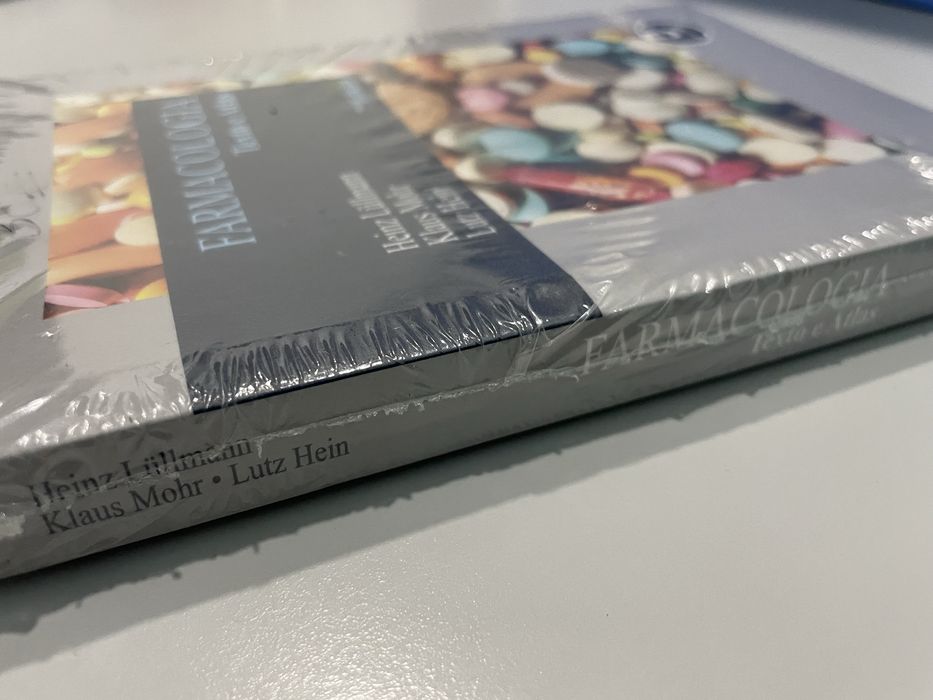 FARMACOLOGIA
Texto e Atlas
Heinz Lüllmann
Klaus Mohr
Lutz Hein
Heinz Lüllmann
Klaus Mohr • Lutz Hein
FARMACOLOGIA
Texto e Atlas